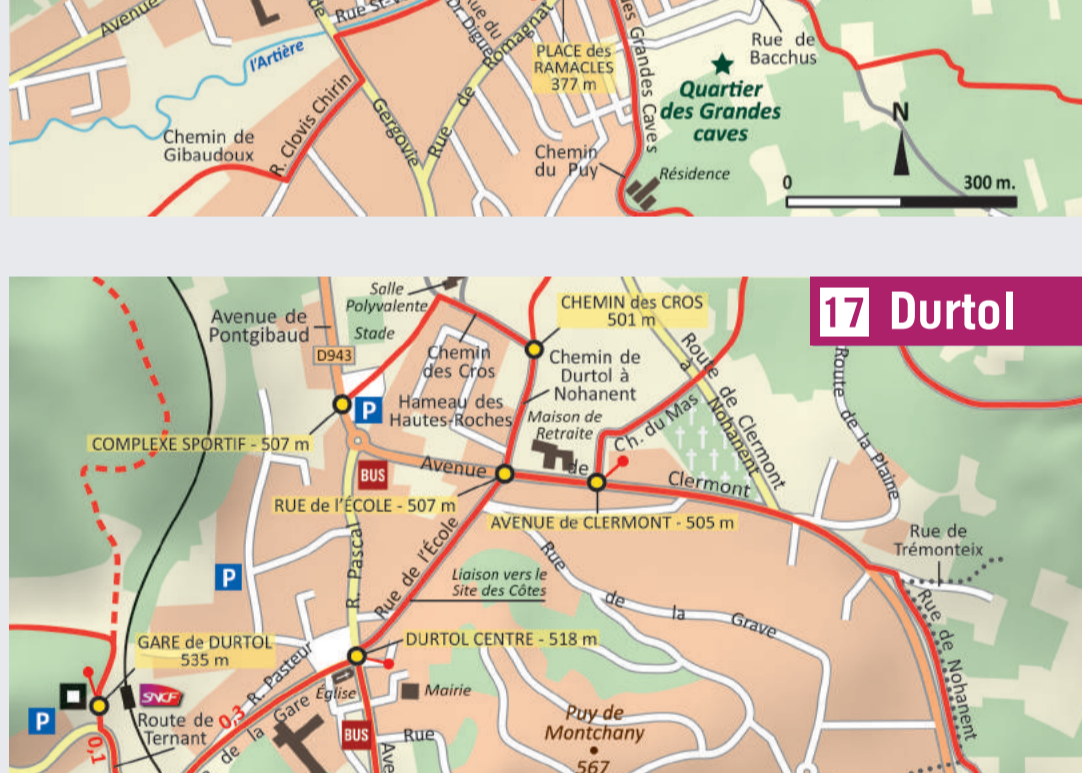 Avenue
de
Rue St-V
Rue du
Dr. Digue
Romagnat
de
Rue
PLACE des
RAMACLES
377 m
des Grandes Caves
Rue de
Bacchus
l'Artière
Quartier
des Grandes
caves
N
Chemin de
Gibaudoux
R. Clovis Chirin
Gergovie
Chemin
du Puy
Résidence
0
300 m.
17 Durtol
Salle
Polyvalente
Avenue de
Pontgibaud
Stade
D943
CHEMIN des CROS
501 m
Chemin
des Cros
Chemin de
Durtol à
Nohanent
Route de Clermont
à Nohanent
Route de la Plaine
Hameau des
Hautes-Roches
P
Maison de
Retraite
Ch. du Mas
COMPLEXE SPORTIF - 507 m
BUS
Avenue
de
Clermont
RUE de l'ÉCOLE - 507 m
AVENUE de CLERMONT - 505 m
Rue de
Trémonteix
R. Pascal
Rue de l'École
Rue
de
la
Grave
P
Liaison vers le
Site des Côtes
Rue de Nohanent
GARE de DURTOL
535 m
DURTOL CENTRE - 518 m
R. Pasteur
Église
Mairie
SNCF
P
Route de
Ternant
0,3
de la Gare
BUS
Rue
Ave
Puy de
Montchany
567
0,1